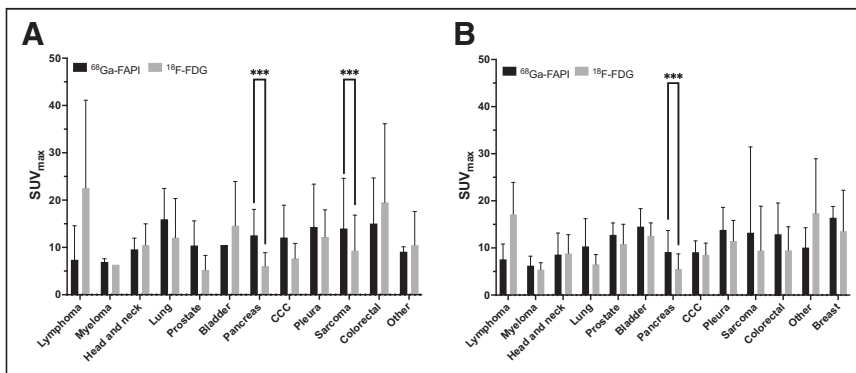 A
50
40
30
20
10
0
SUVmax
68Ga-FAPI
18F-FDG
***
***
Lymphoma
Myeloma
Head and neck
Lung
Prostate
Bladder
Pancreas
CCC
Pleura
Sarcoma
Colorectal
Other
B
50
40
30
20
10
0
SUVmax
68Ga-FAPI
18F-FDG
***
Lymphoma
Myeloma
Head and neck
Lung
Prostate
Bladder
Pancreas
CCC
Pleura
Sarcoma
Colorectal
Other
Breast